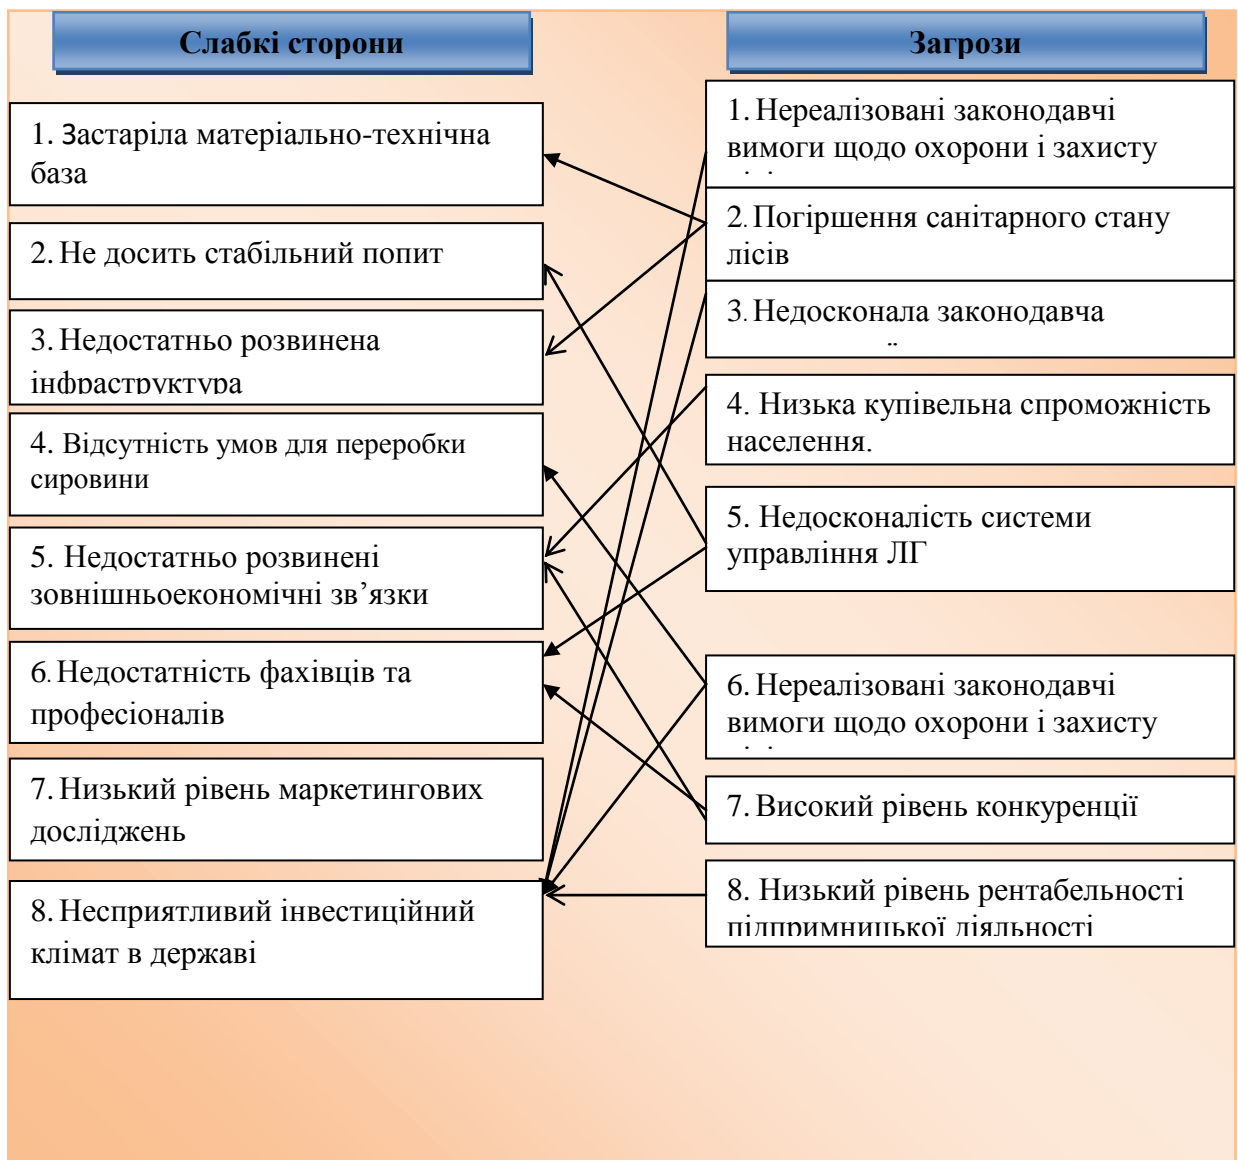 Слабкі сторони
1. Застаріла матеріально-технічна
база
2. Не досить стабільний попит
3. Недостатньо розвинена
інфраструктура
4. Відсутність умов для переробки
сировини
5. Недостатньо розвинені
зовнішньоекономічні зв’язки
6. Недостатність фахівців та
професіоналів
7. Низький рівень маркетингових
досліджень
8. Несприятливий інвестиційний
клімат в державі
Загрози
1. Нереалізовані законодавчі
вимоги щодо охорони і захисту
2. Погіршення санітарного стану
лісів
3. Недосконала законодавча
4. Низька купівельна спроможність
населення.
5. Недосконалість системи
управління ЛГ
6. Нереалізовані законодавчі
вимоги щодо охорони і захисту
7. Високий рівень конкуренції
8. Низький рівень рентабельності
підпримницької діяльності